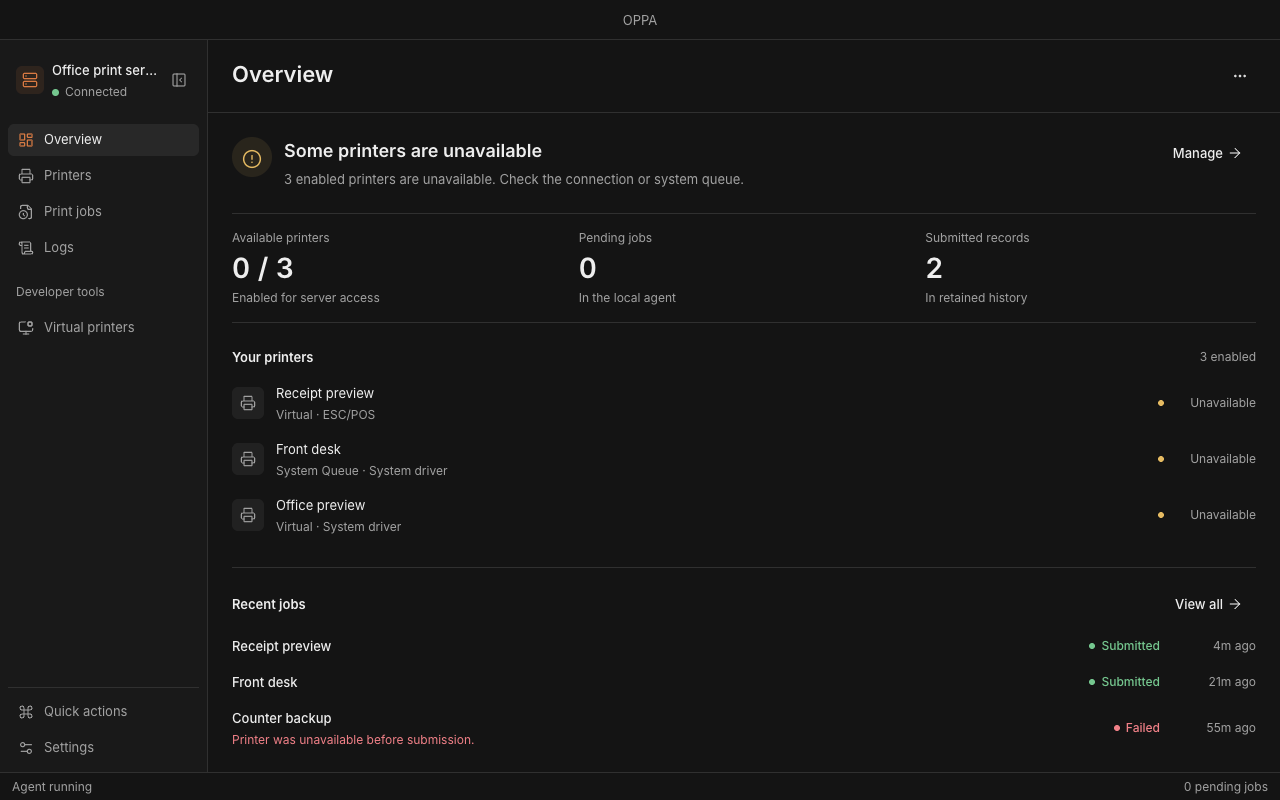 OPPA
Office print ser...
Connected
Overview
Printers
Print jobs
Logs
Developer tools
Virtual printers
Quick actions
Settings
Overview
Some printers are unavailable
3 enabled printers are unavailable. Check the connection or system queue.
Manage
Available printers
0 / 3
Enabled for server access
Pending jobs
0
In the local agent
Submitted records
2
In retained history
Your printers
3 enabled
Receipt preview
Virtual · ESC/POS
Unavailable
Front desk
System Queue · System driver
Unavailable
Office preview
Virtual · System driver
Unavailable
Recent jobs
View all
Receipt preview
Submitted
4m ago
Front desk
Submitted
21m ago
Counter backup
Printer was unavailable before submission.
Failed
55m ago
Agent running
0 pending jobs